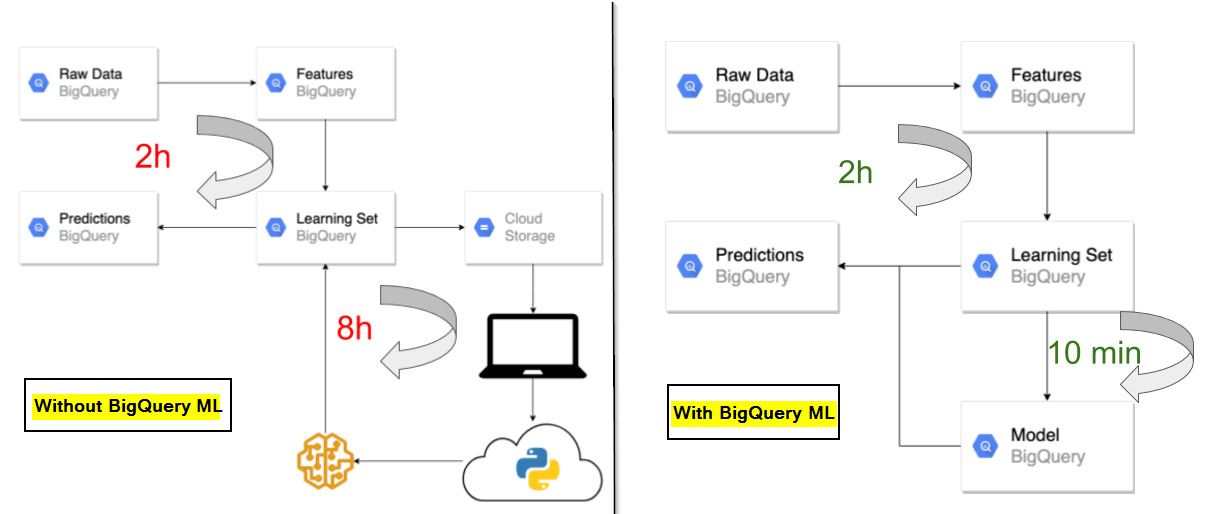 Raw Data
BigQuery
Features
BigQuery
2h
Predictions
BigQuery
Learning Set
BigQuery
Cloud
Storage
8h
Without BigQuery ML
Raw Data
BigQuery
Features
BigQuery
2h
Predictions
BigQuery
Learning Set
BigQuery
10 min
With BigQuery ML
Model
BigQuery